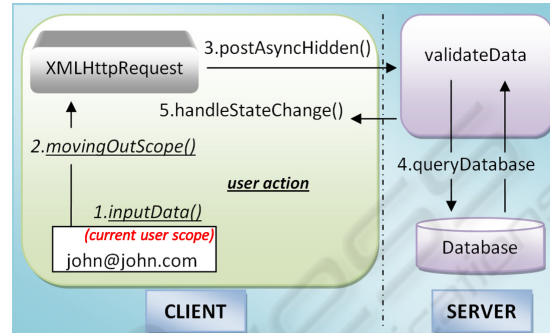 3.postAsyncHidden()
XMLHttpRequest
validateData
5.handleStateChange()
2.movingOutScope()
4.queryDatabase
user action
1.inputData()
(current user scope)
john@john.com
Database
CLIENT
SERVER